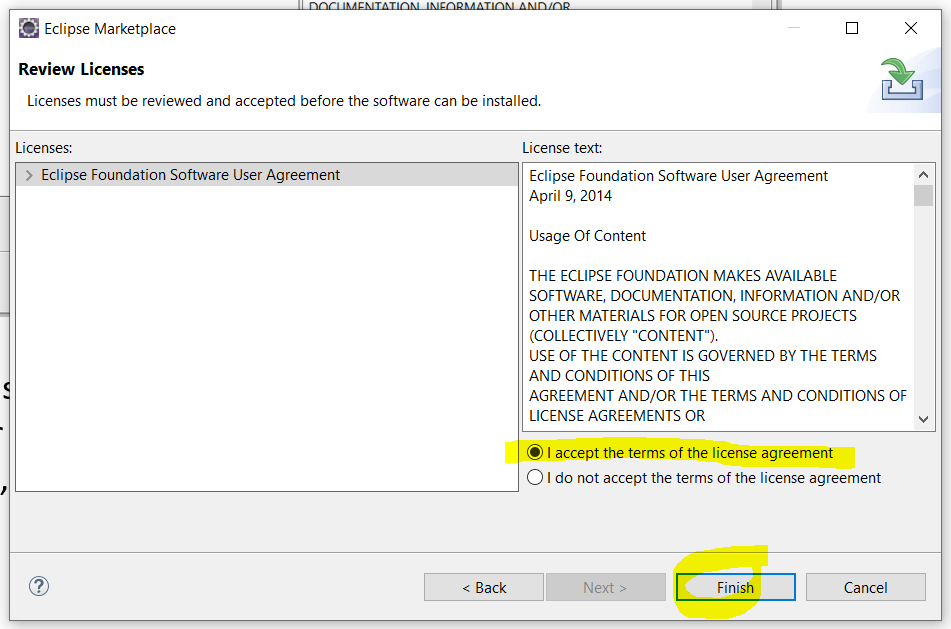 DOCUMENTATION, INFORMATION AND/OR
Eclipse Marketplace
Review Licenses
Licenses must be reviewed and accepted before the software can be installed.
Licenses:
Eclipse Foundation Software User Agreement
License text:
Eclipse Foundation Software User Agreement
April 9, 2014
Usage Of Content
THE ECLIPSE FOUNDATION MAKES AVAILABLE
SOFTWARE, DOCUMENTATION, INFORMATION AND/OR
OTHER MATERIALS FOR OPEN SOURCE PROJECTS
(COLLECTIVELY "CONTENT").
USE OF THE CONTENT IS GOVERNED BY THE TERMS
AND CONDITIONS OF THIS
AGREEMENT AND/OR THE TERMS AND CONDITIONS OF
LICENSE AGREEMENTS OR
I accept the terms of the license agreement
I do not accept the terms of the license agreement
?
< Back
Next >
Finish
Cancel